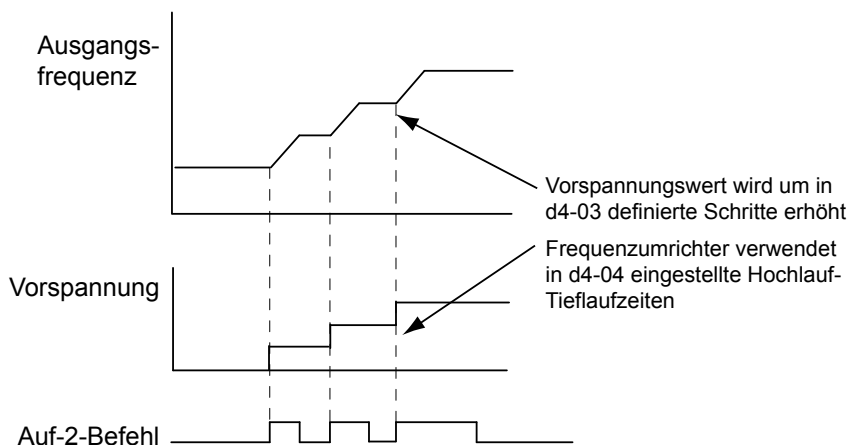 Ausgangs-
frequenz
Vorspannungswert wird um in
d4-03 definierte Schritte erhöht
Frequenzumrichter verwendet
in d4-04 eingestellte Hochlauf-
Tieflaufzeiten
Vorspannung
Auf-2-Befehl